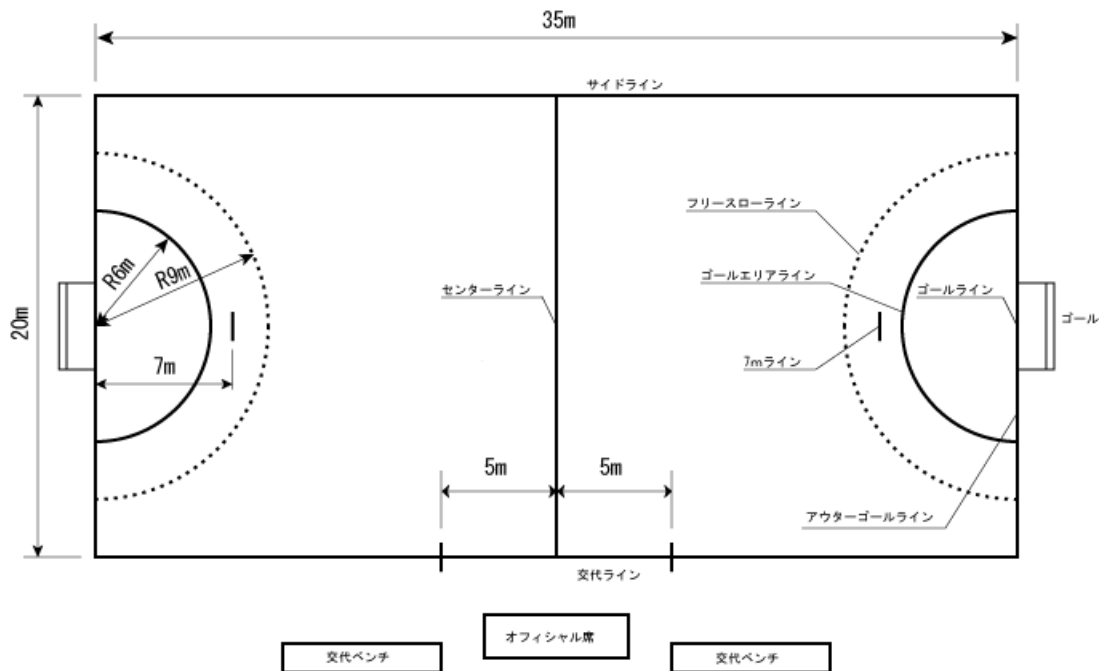 35m
サイドライン
フリースローライン
R6m
R9m
ゴールエリアライン
センターライン
ゴールライン
ゴール
20m
7m
7mライン
5m
5m
アウターゴールライン
交代ライン
オフィシャル席
交代ベンチ
交代ベンチ